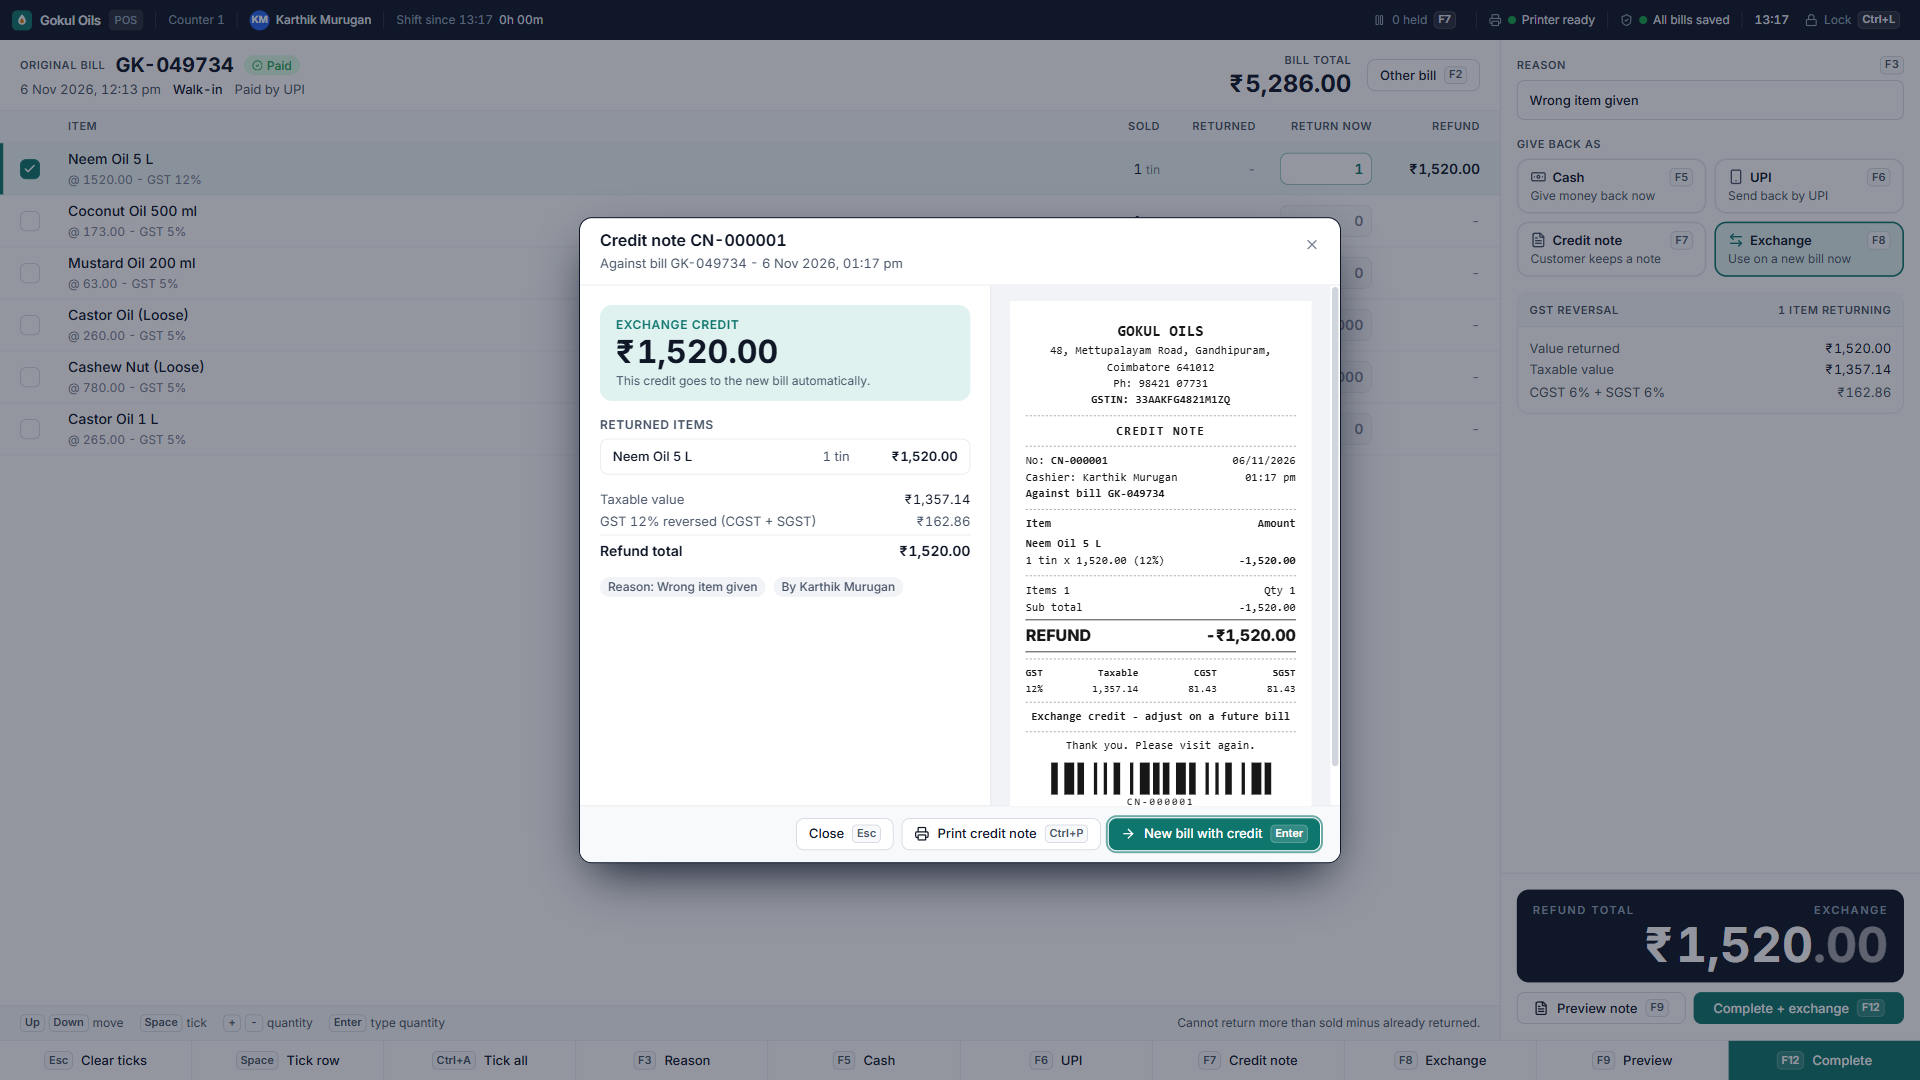 Gokul Oils POS Counter 1 KM Karthik Murugan Shift since 13:17 0h 00m 0 held F7 Printer ready All bills saved 13:17 Lock Ctrl+L
ORIGINAL BILL GK-049734 Paid
6 Nov 2026, 12:13 pm Walk-in Paid by UPI
BILL TOTAL
₹5,286.00
Other bill F2
ITEM SOLD RETURNED RETURN NOW REFUND
Neem Oil 5 L
@ 1520.00 - GST 12%
1 tin - 1 ₹1,520.00
Coconut Oil 500 ml
@ 173.00 - GST 5%
0 -
Mustard Oil 200 ml
@ 63.00 - GST 5%
0 -
Castor Oil (Loose)
@ 260.00 - GST 5%
000 -
Cashew Nut (Loose)
@ 780.00 - GST 5%
000 -
Castor Oil 1 L
@ 265.00 - GST 5%
0 -
Credit note CN-000001
Against bill GK-049734 - 6 Nov 2026, 01:17 pm
EXCHANGE CREDIT
₹1,520.00
This credit goes to the new bill automatically.
RETURNED ITEMS
Neem Oil 5 L 1 tin ₹1,520.00
Taxable value ₹1,357.14
GST 12% reversed (CGST + SGST) ₹162.86
Refund total ₹1,520.00
Reason: Wrong item given By Karthik Murugan
GOKUL OILS
48, Mettupalayam Road, Gandhipuram,
Coimbatore 641012
Ph: 98421 07731
GSTIN: 33AAKFG4821M1ZQ
CREDIT NOTE
No: CN-000001 06/11/2026
Cashier: Karthik Murugan 01:17 pm
Against bill GK-049734
Item Amount
Neem Oil 5 L
1 tin x 1,520.00 (12%) -1,520.00
Items 1 Qty 1
Sub total -1,520.00
REFUND -₹1,520.00
GST Taxable CGST SGST
12% 1,357.14 81.43 81.43
Exchange credit - adjust on a future bill
Thank you. Please visit again.
CN-000001
Close Esc Print credit note Ctrl+P New bill with credit Enter
REASON F3
Wrong item given
GIVE BACK AS
Cash F5
Give money back now
UPI F6
Send back by UPI
Credit note F7
Customer keeps a note
Exchange F8
Use on a new bill now
GST REVERSAL 1 ITEM RETURNING
Value returned ₹1,520.00
Taxable value ₹1,357.14
CGST 6% + SGST 6% ₹162.86
REFUND TOTAL EXCHANGE
₹1,520.00
Preview note F9 Complete + exchange F12
Up Down move Space tick + - quantity Enter type quantity Cannot return more than sold minus already returned.
Esc Clear ticks Space Tick row Ctrl+A Tick all F3 Reason F5 Cash F6 UPI F7 Credit note F8 Exchange F9 Preview F12 Complete